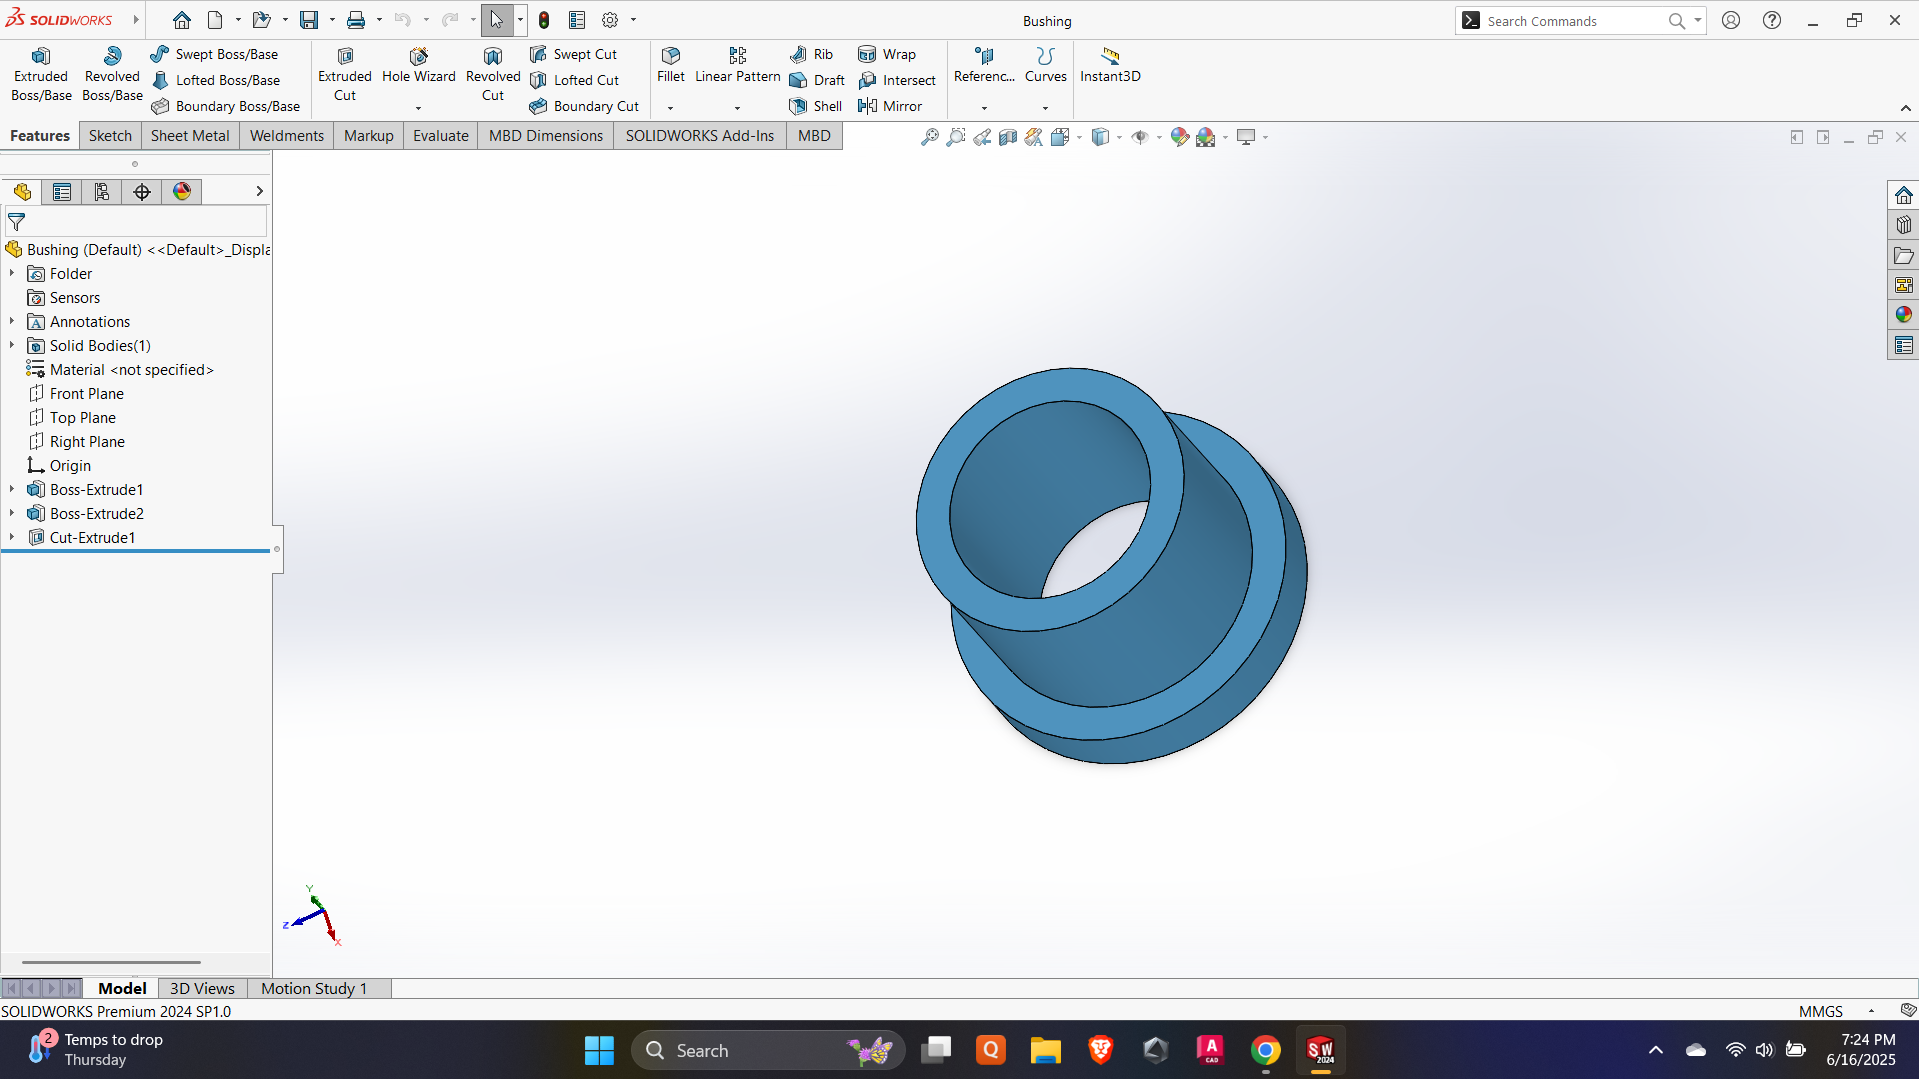 SOLIDWORKS
Bushing
Search Commands
Extruded Boss/Base
Revolved Boss/Base
Swept Boss/Base
Lofted Boss/Base
Boundary Boss/Base
Extruded Cut
Hole Wizard
Revolved Cut
Swept Cut
Lofted Cut
Boundary Cut
Fillet
Linear Pattern
Rib
Draft
Shell
Wrap
Intersect
Mirror
Referenc...
Curves
Instant3D
Features
Sketch
Sheet Metal
Weldments
Markup
Evaluate
MBD Dimensions
SOLIDWORKS Add-Ins
MBD
Bushing (Default) <<Default>_Displa
Folder
Sensors
Annotations
Solid Bodies(1)
Material <not specified>
Front Plane
Top Plane
Right Plane
Origin
Boss-Extrude1
Boss-Extrude2
Cut-Extrude1
Y
Z
X
Model
3D Views
Motion Study 1
SOLIDWORKS Premium 2024 SP1.0
MMGS
2
Temps to drop
Thursday
Search
Q
A
CAD
SW
2024
7:24 PM
6/16/2025